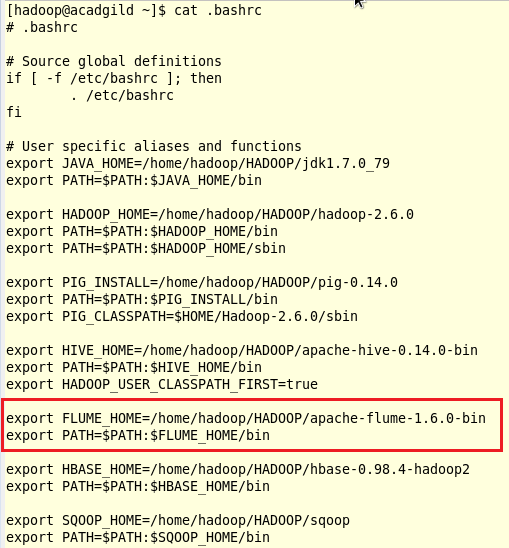 [hadoop@acadgild ~]$ cat .bashrc
# .bashrc
# Source global definitions
if [ -f /etc/bashrc ]; then
. /etc/bashrc
fi
# User specific aliases and functions
export JAVA_HOME=/home/hadoop/HADOOP/jdk1.7.0_79
export PATH=$PATH:$JAVA_HOME/bin
export HADOOP_HOME=/home/hadoop/HADOOP/hadoop-2.6.0
export PATH=$PATH:$HADOOP_HOME/bin
export PATH=$PATH:$HADOOP_HOME/sbin
export PIG_INSTALL=/home/hadoop/HADOOP/pig-0.14.0
export PATH=$PATH:$PIG_INSTALL/bin
export PIG_CLASSPATH=$HOME/Hadoop-2.6.0/sbin
export HIVE_HOME=/home/hadoop/HADOOP/apache-hive-0.14.0-bin
export PATH=$PATH:$HIVE_HOME/bin
export HADOOP_USER_CLASSPATH_FIRST=true
export FLUME_HOME=/home/hadoop/HADOOP/apache-flume-1.6.0-bin
export PATH=$PATH:$FLUME_HOME/bin
export HBASE_HOME=/home/hadoop/HADOOP/hbase-0.98.4-hadoop2
export PATH=$PATH:$HBASE_HOME/bin
export SQOOP_HOME=/home/hadoop/HADOOP/sqoop
export PATH=$PATH:$SQOOP_HOME/bin